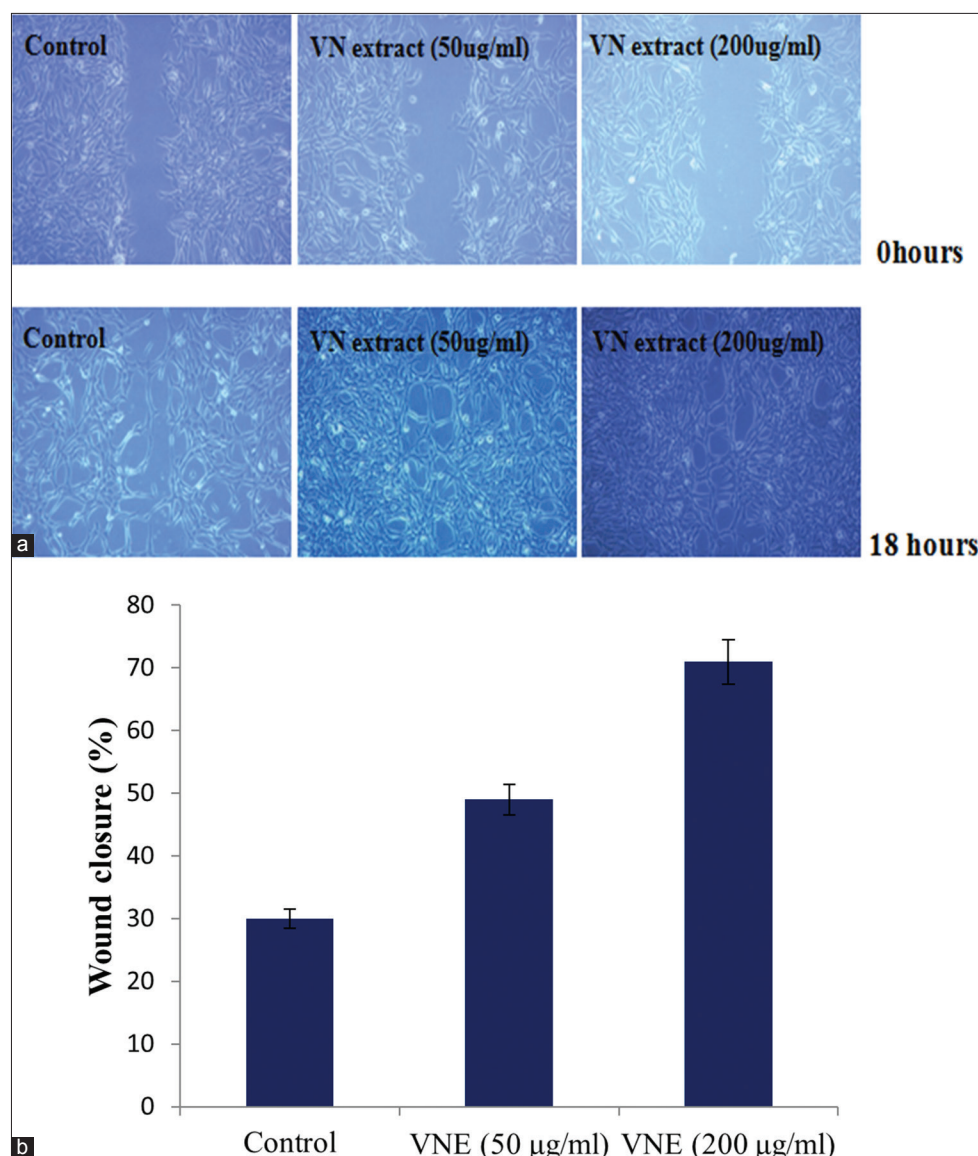 Control
VN extract (50ug/ml)
VN extract (200ug/ml)
0hours
Control
VN extract (50ug/ml)
VN extract (200ug/ml)
18 hours
a
80
70
60
50
40
30
20
10
0
Wound closure (%)
Control
VNE (50 μg/ml)
VNE (200 μg/ml)
b